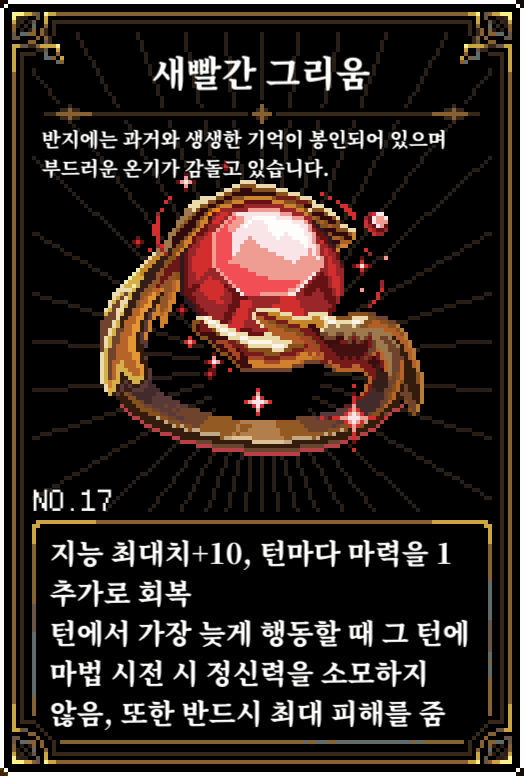 새빨간 그리움
반지에는 과거와 생생한 기억이 봉인되어 있으며
부드러운 온기가 감돌고 있습니다.
NO.17
지능 최대치+10, 턴마다 마력을 1
추가로 회복
턴에서 가장 늦게 행동할 때 그 턴에
마법 시전 시 정신력을 소모하지
않음, 또한 반드시 최대 피해를 줌